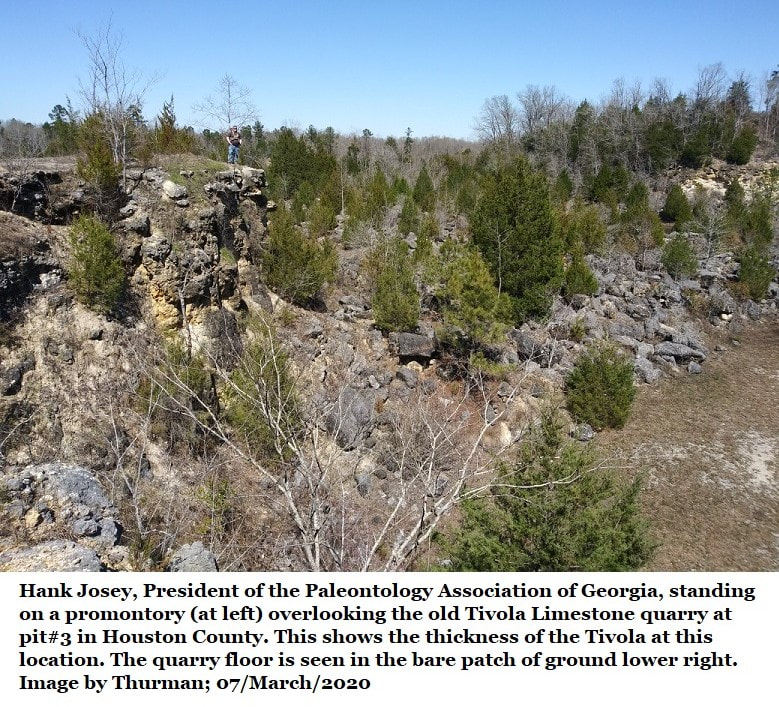 Hank Josey, President of the Paleontology Association of Georgia, standing
on a promontory (at left) overlooking the old Tivola Limestone quarry at
pit#3 in Houston County. This shows the thickness of the Tivola at this
location. The quarry floor is seen in the bare patch of ground lower right.
Image by Thurman; 07/March/2020